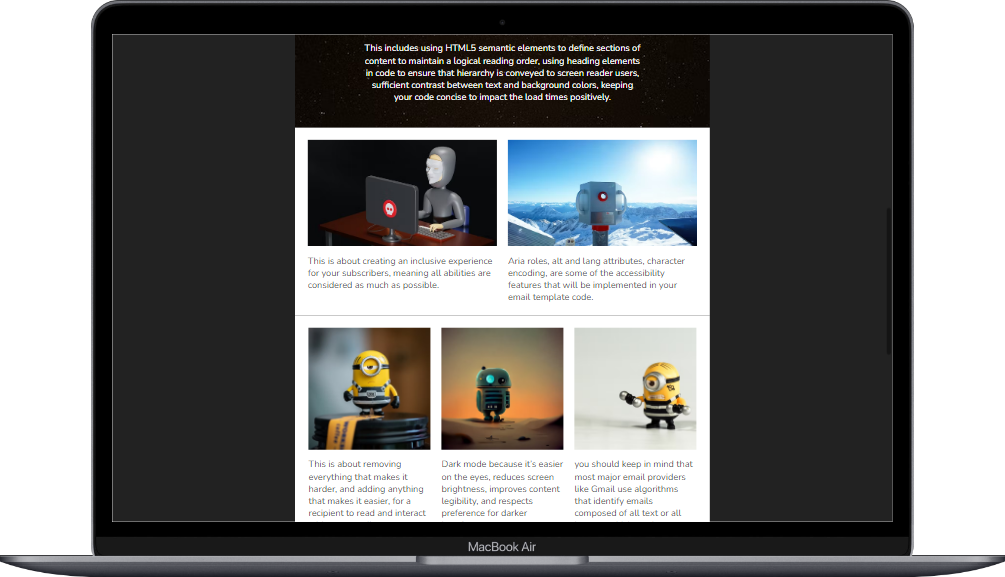 This includes using HTML5 semantic elements to define sections of
content to maintain a logical reading order, using heading elements
in code to ensure that hierarchy is conveyed to screen reader users,
sufficient contrast between text and background colors, keeping
your code concise to impact the load times positively.
This is about creating an inclusive experience
for your subscribers, meaning all abilities are
considered as much as possible.
Aria roles, alt and lang attributes, character
encoding, are some of the accessibility
features that will be implemented in your
email template code.
This is about removing
everything that makes it
harder, and adding anything
that makes it easier, for a
recipient to read and interact
Dark mode because it's easier
on the eyes, reduces screen
brightness, improves content
legibility, and respects
preference for darker
you should keep in mind that
most major email providers
like Gmail use algorithms
that identify emails
composed of all text or all
MacBook Air